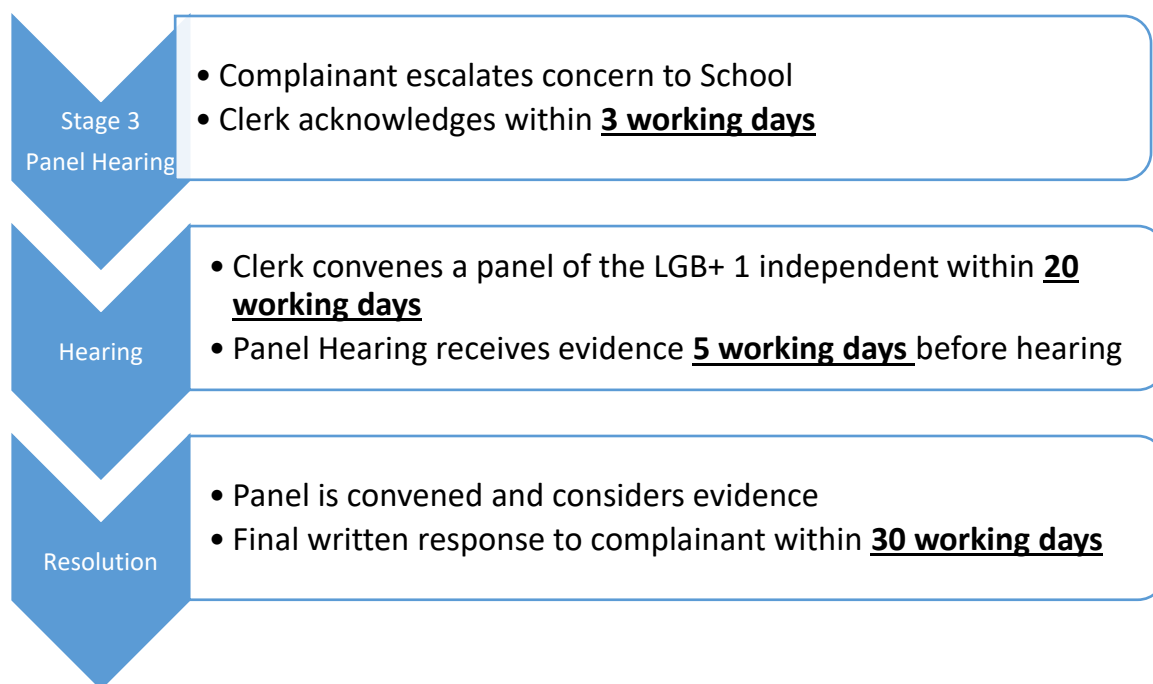 Stage 3
Panel Hearing
• Complainant escalates concern to School
• Clerk acknowledges within 3 working days
Hearing
• Clerk convenes a panel of the LGB+ 1 independent within 20
working days
• Panel Hearing receives evidence 5 working days before hearing
Resolution
• Panel is convened and considers evidence
• Final written response to complainant within 30 working days